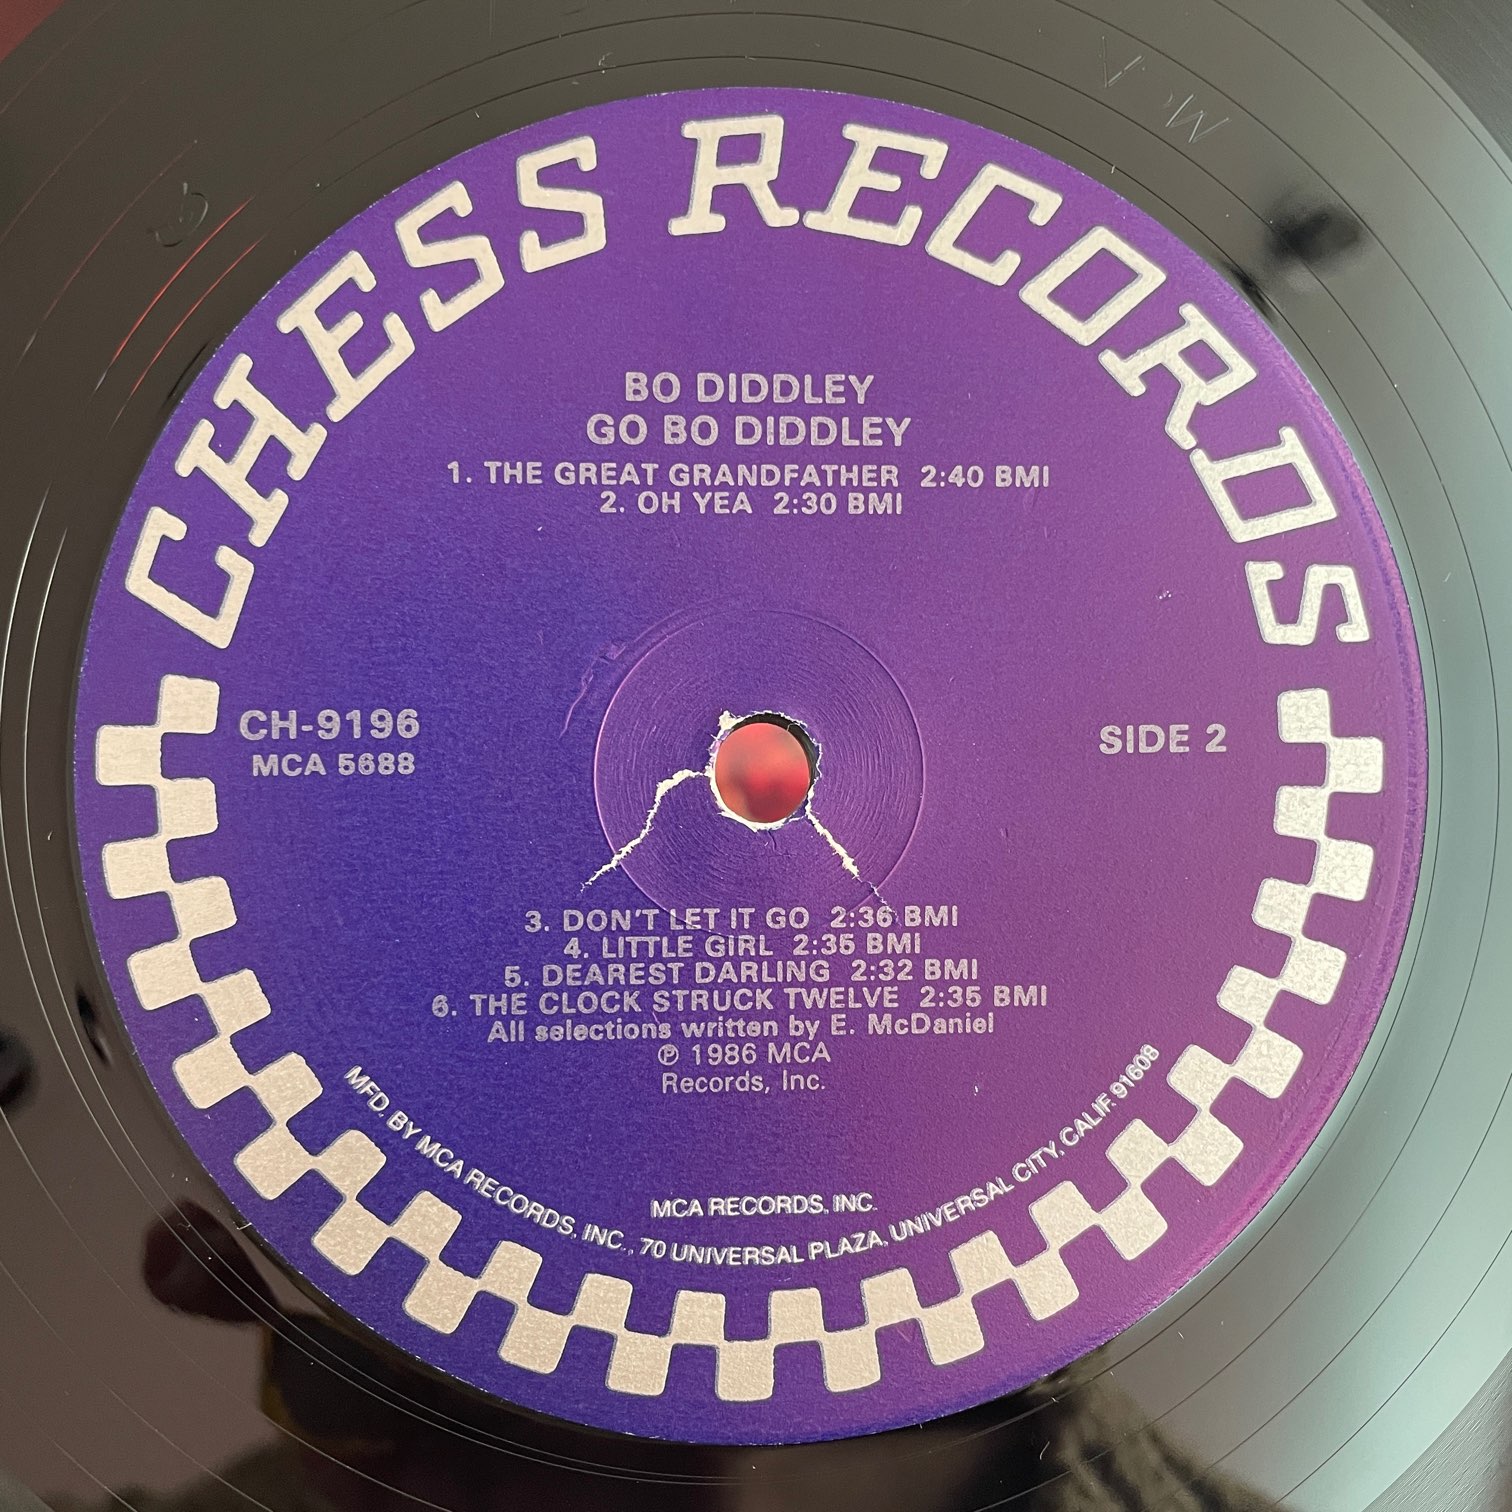 CHESS RECORDS
BO DIDDLEY
GO BO DIDDLEY
1. THE GREAT GRANDFATHER 2:40 BMI
2. OH YEA 2:30 BMI
CH-9196
MCA 5688
SIDE 2
3. DON'T LET IT GO 2:36 BMI
4. LITTLE GIRL 2:35 BMI
5. DEAREST DARLING 2:32 BMI
6. THE CLOCK STRUCK TWELVE 2:35 BMI
All selections written by E. McDaniel
℗ 1986 MCA
Records, Inc.
MCA RECORDS, INC.
MFD. BY MCA RECORDS, INC., 70 UNIVERSAL PLAZA, UNIVERSAL CITY, CALIF. 91608